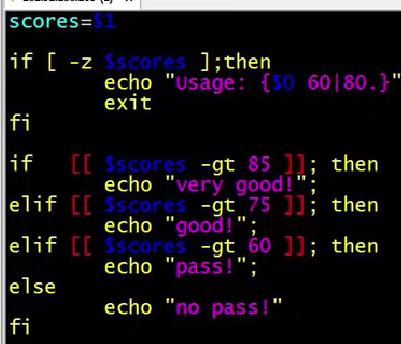 scores=$1
if [ -z $scores ];then
echo "Usage: {$0 60|80.}"
exit
fi
if [[ $scores -gt 85 ]]; then
echo "very good!";
elif [[ $scores -gt 75 ]]; then
echo "good!";
elif [[ $scores -gt 60 ]]; then
echo "pass!";
else
echo "no pass!"
fi